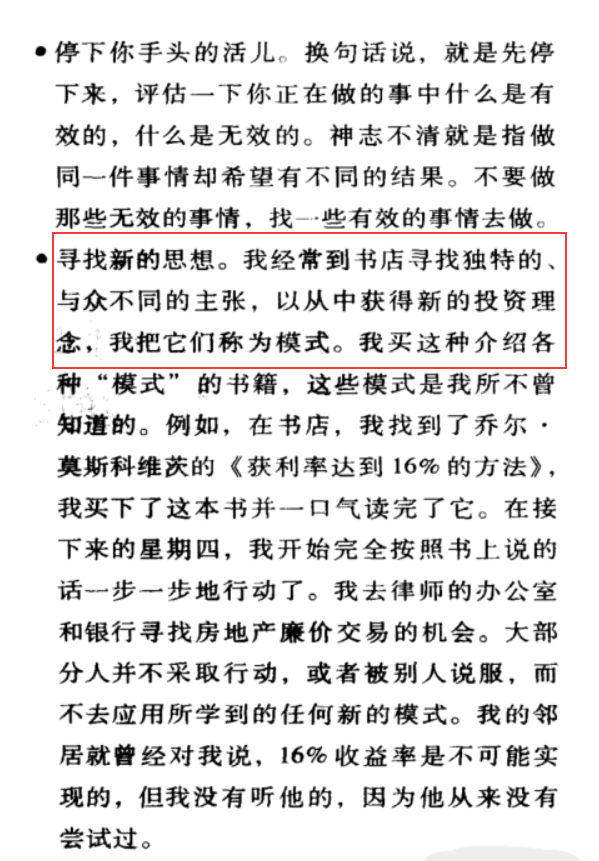 • 停下你手头的活儿。换句话说，就是先停
下来，评估一下你正在做的事中什么是有
效的，什么是无效的。神志不清就是指做
同一件事情却希望有不同的结果。不要做
那些无效的事情，找一些有效的事情去做。
• 寻找新的思想。我经常到书店寻找独特的、
与众不同的主张，以从中获得新的投资理
念，我把它们称为模式。我买这种介绍各
种“模式”的书籍，这些模式是我所不曾
知道的。例如，在书店，我找到了乔尔·
莫斯科维茨的《获利率达到16%的方法》，
我买下了这本书并一口气读完了它。在接
下来的星期四，我开始完全按照书上说的
话一步一步地行动了。我去律师的办公室
和银行寻找房地产廉价交易的机会。大部
分人并不采取行动，或者被别人说服，而
不去应用所学到的任何新的模式。我的邻
居就曾经对我说，16%收益率是不可能实
现的，但我没有听他的，因为他从来没有
尝试过。